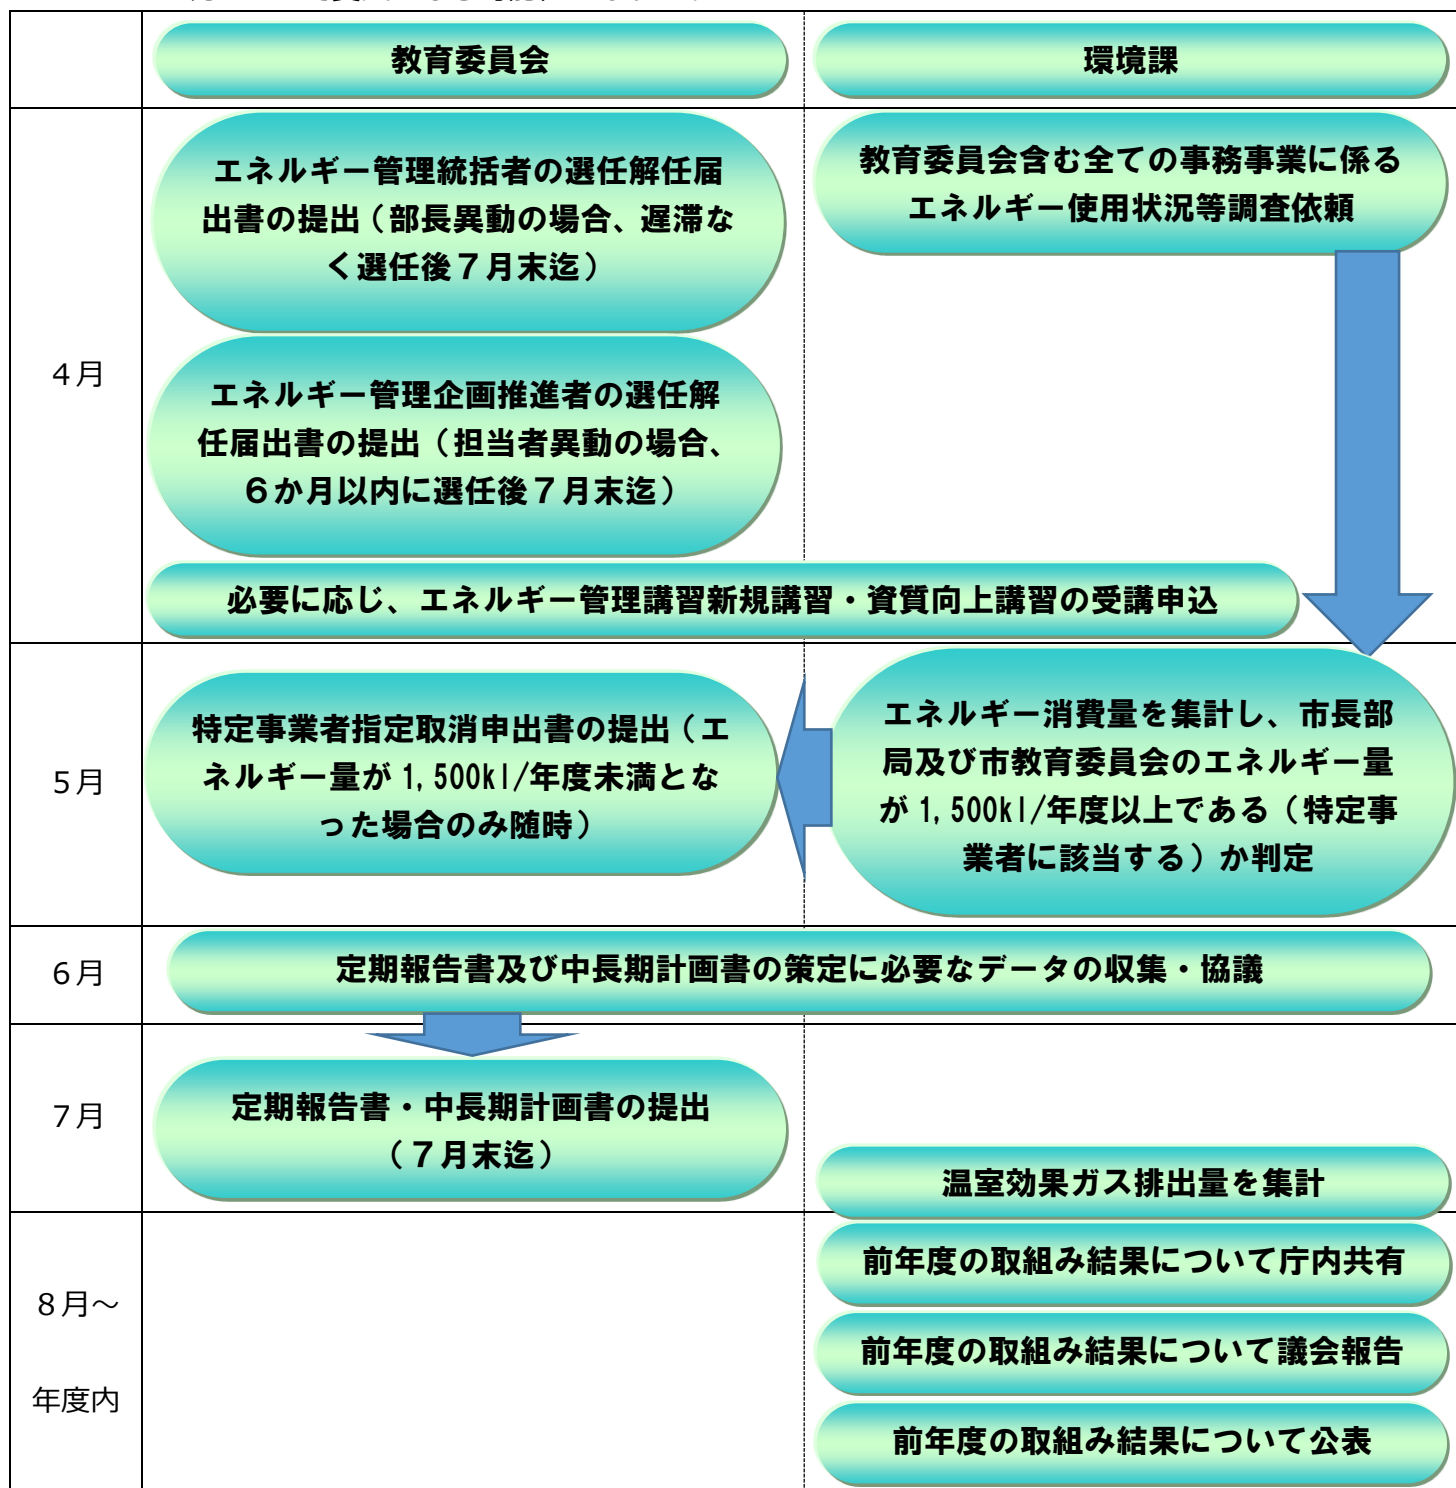 教育委員会
環境課
4月
エネルギー管理統括者の選任解任届
出書の提出（部長異動の場合、遅滞な
く選任後７月末迄）
教育委員会含む全ての事務事業に係る
エネルギー使用状況等調査依頼
エネルギー管理企画推進者の選任解
任届出書の提出（担当者異動の場合、
６か月以内に選任後７月末迄）
必要に応じ、エネルギー管理講習新規講習・資質向上講習の受講申込
5月
特定事業者指定取消申出書の提出（エ
ネルギー量が 1,500kl/年度未満とな
った場合のみ随時）
エネルギー消費量を集計し、市長部
局及び市教育委員会のエネルギー量
が 1,500kl/年度以上である（特定事
業者に該当する）か判定
6月
定期報告書及び中長期計画書の策定に必要なデータの収集・協議
7月
定期報告書・中長期計画書の提出
（７月末迄）
温室効果ガス排出量を集計
8月～
年度内
前年度の取組み結果について庁内共有
前年度の取組み結果について議会報告
前年度の取組み結果について公表